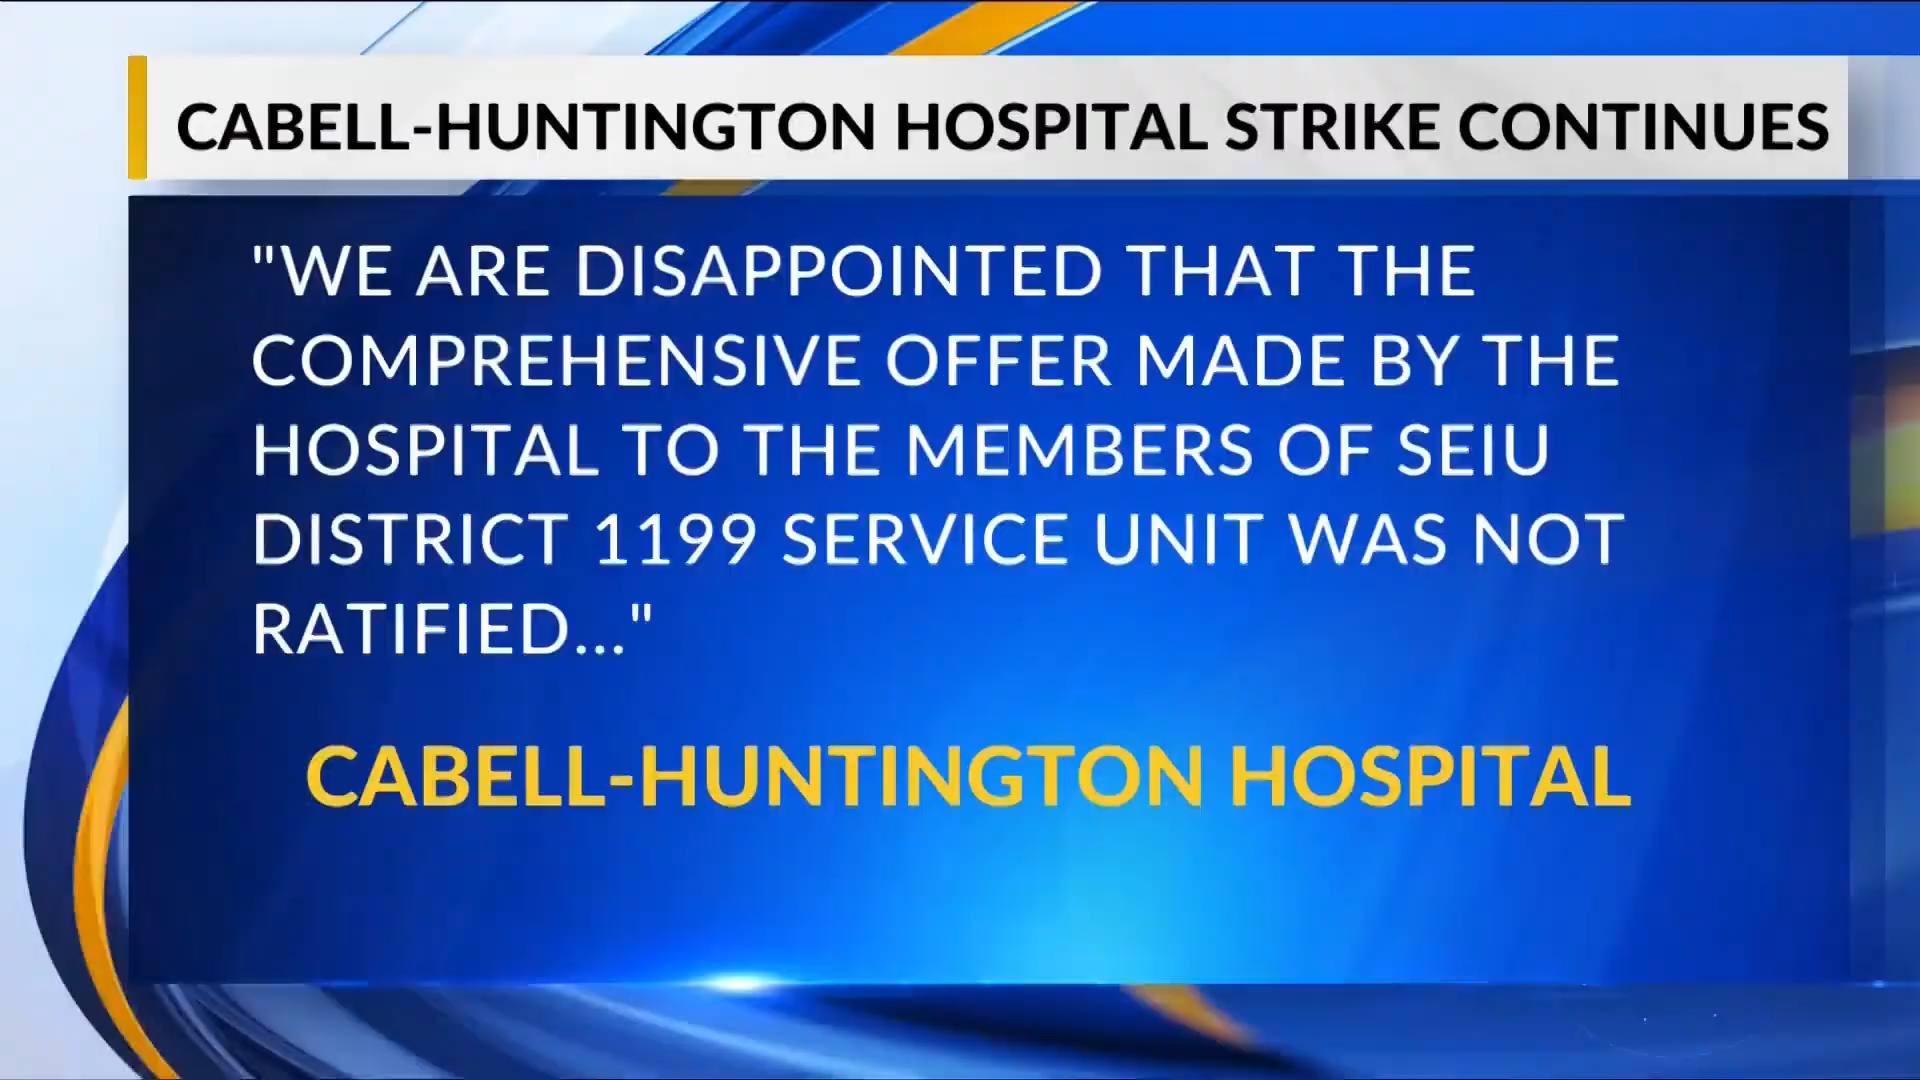 CABELL-HUNTINGTON HOSPITAL STRIKE CONTINUES
"WE ARE DISAPPOINTED THAT THE
COMPREHENSIVE OFFER MADE BY THE
HOSPITAL TO THE MEMBERS OF SEIU
DISTRICT 1199 SERVICE UNIT WAS NOT
RATIFIED..."
CABELL-HUNTINGTON HOSPITAL